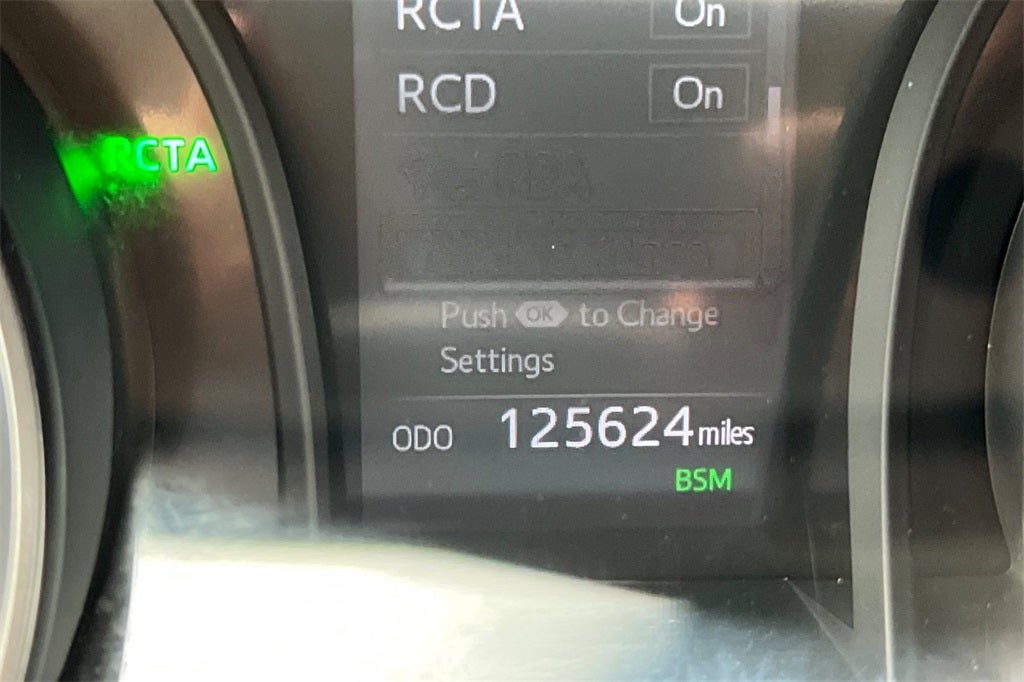 RCTA On
RCD On
RCTA
Push OK to Change
Settings
ODO 125624 miles
BSM